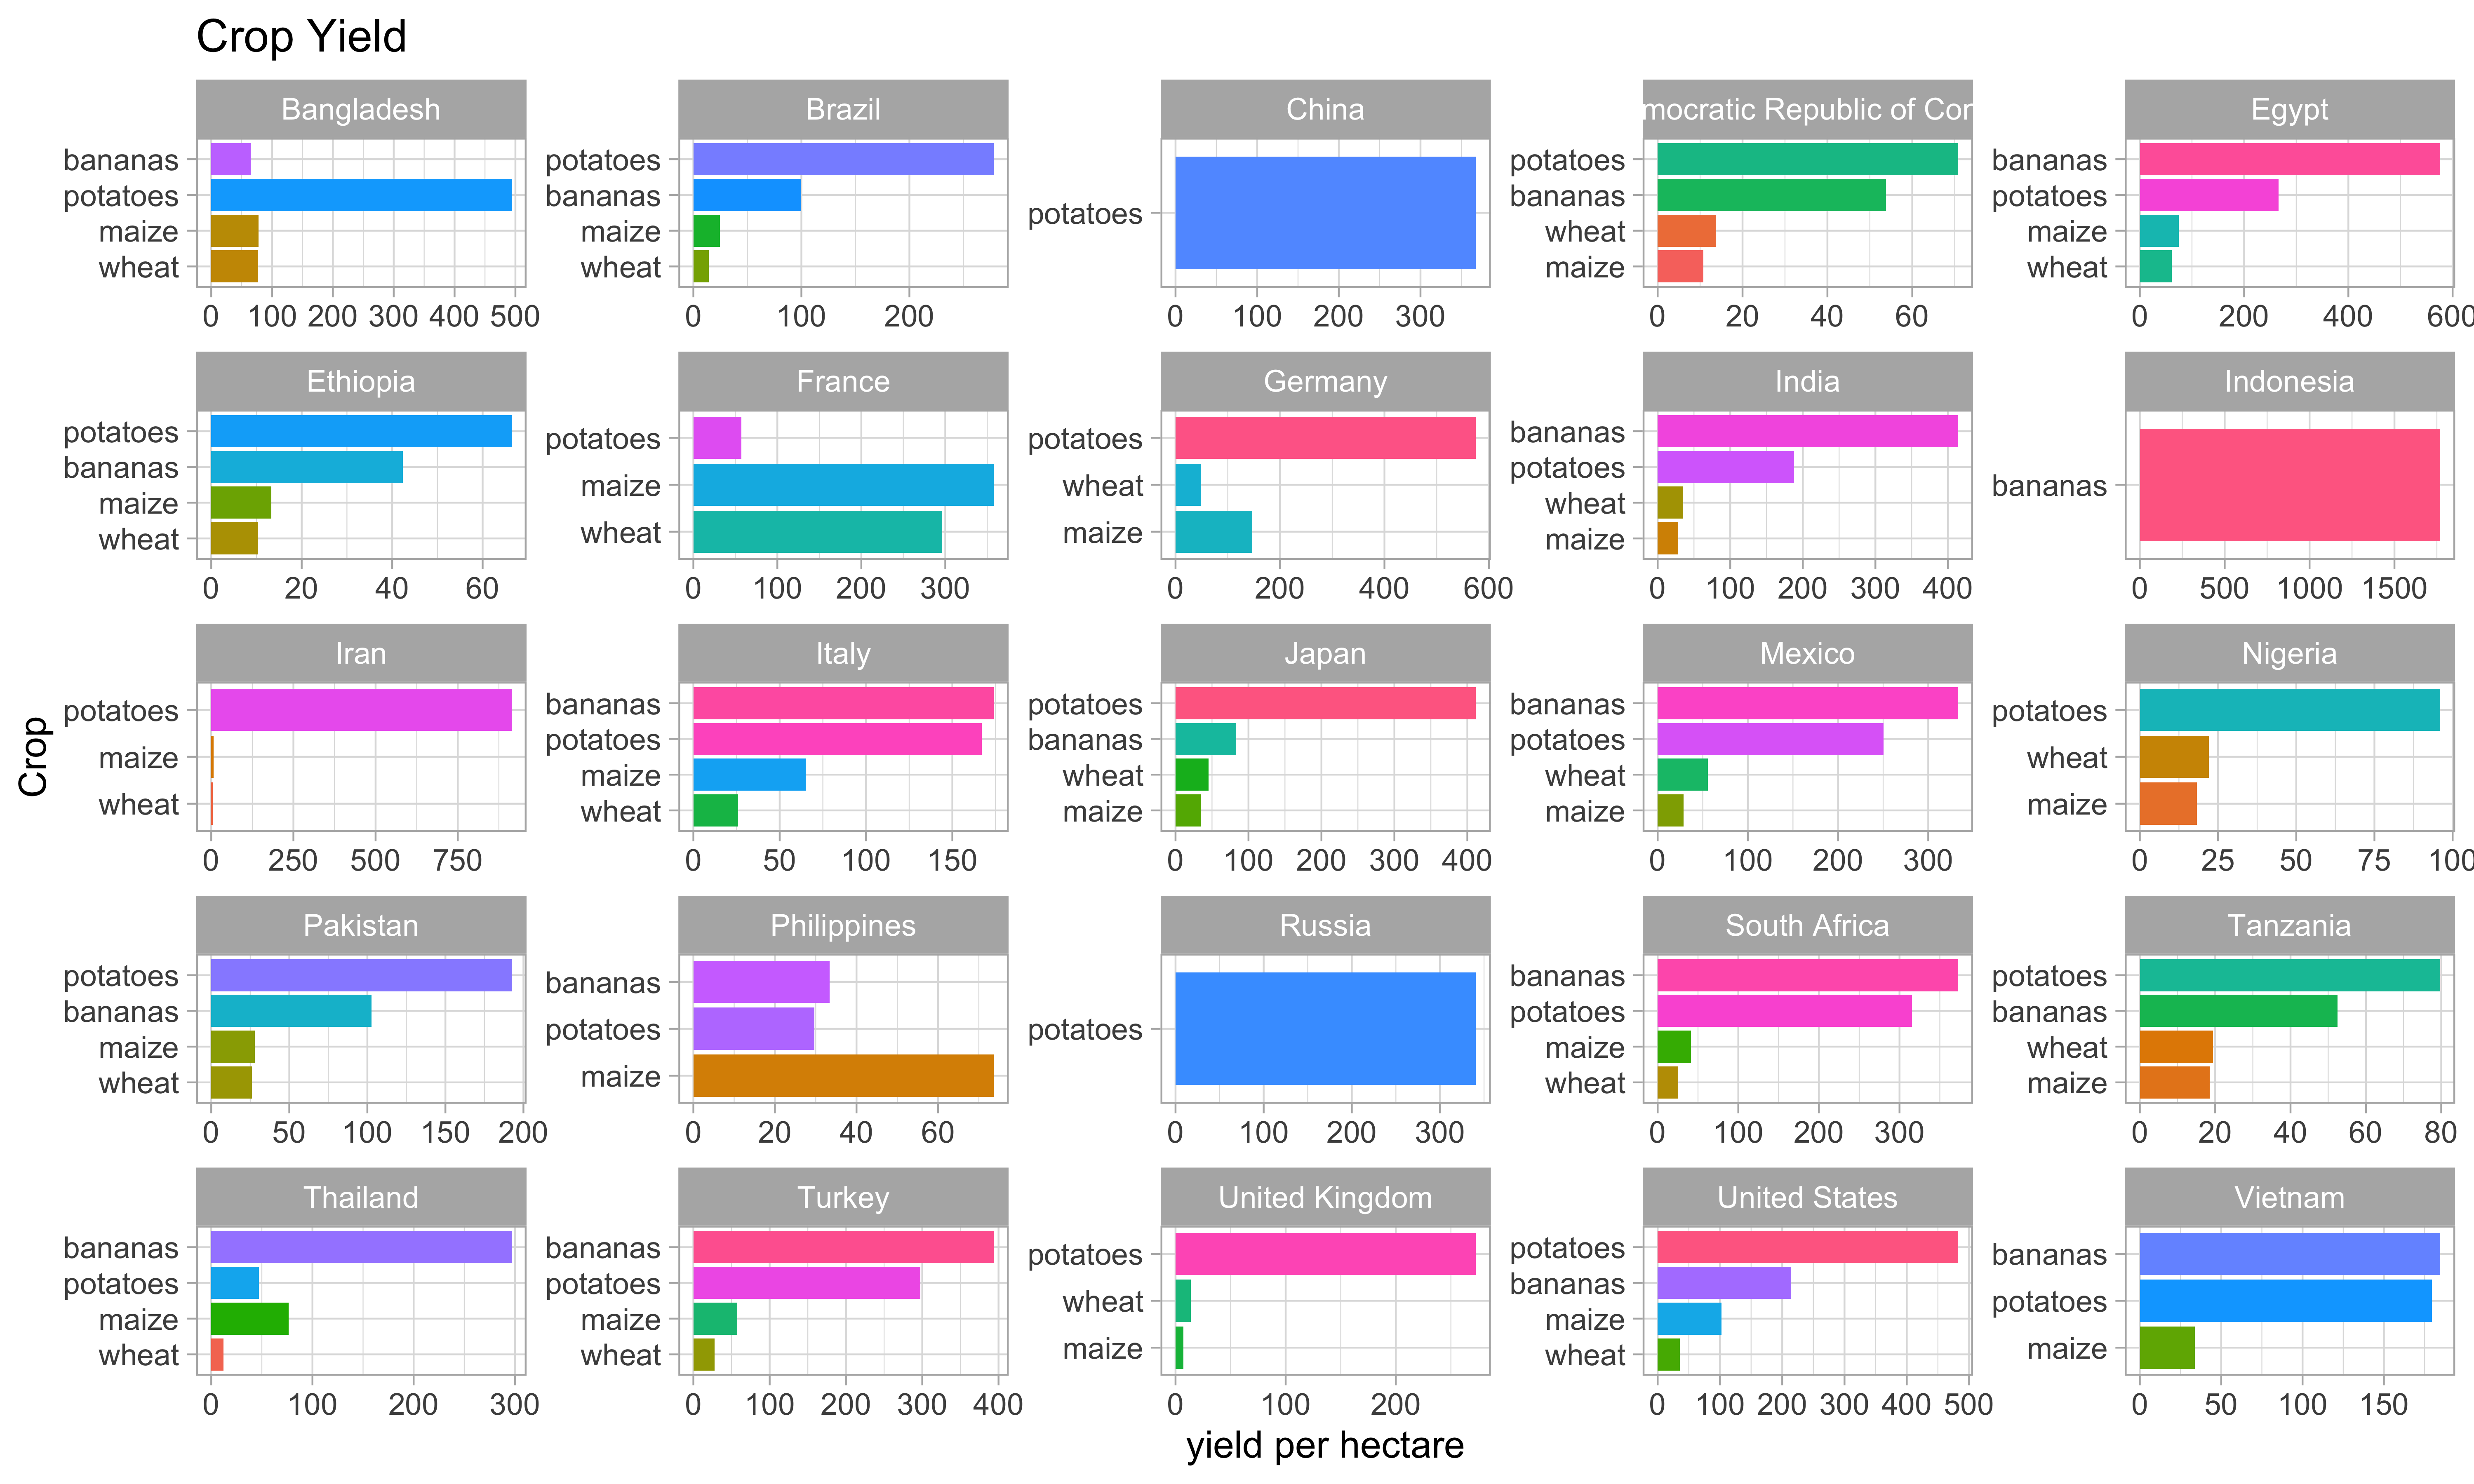 Crop Yield
Bangladesh
bananas
potatoes
maize
wheat
0 100 200 300 400 500
Brazil
potatoes
bananas
maize
wheat
0 100 200
China
potatoes
0 100 200 300
mocratic Republic of Con
potatoes
bananas
wheat
maize
0 20 40 60
Egypt
bananas
potatoes
maize
wheat
0 200 400 600
Ethiopia
potatoes
bananas
maize
wheat
0 20 40 60
France
potatoes
maize
wheat
0 100 200 300
Germany
potatoes
wheat
maize
0 200 400 600
India
bananas
potatoes
wheat
maize
0 100 200 300 400
Indonesia
bananas
0 500 1000 1500
Crop
Iran
potatoes
maize
wheat
0 250 500 750
Italy
bananas
potatoes
maize
wheat
0 50 100 150
Japan
potatoes
bananas
wheat
maize
0 100 200 300 400
Mexico
bananas
potatoes
wheat
maize
0 100 200 300
Nigeria
potatoes
wheat
maize
0 25 50 75 100
Pakistan
potatoes
bananas
maize
wheat
0 50 100 150 200
Philippines
bananas
potatoes
maize
0 20 40 60
Russia
potatoes
0 100 200 300
South Africa
bananas
potatoes
maize
wheat
0 100 200 300
Tanzania
potatoes
bananas
wheat
maize
0 20 40 60 80
Thailand
bananas
potatoes
maize
wheat
0 100 200 300
Turkey
bananas
potatoes
maize
wheat
0 100 200 300 400
United Kingdom
potatoes
wheat
maize
0 100 200
United States
potatoes
bananas
maize
wheat
0 100 200 300 400 500
Vietnam
bananas
potatoes
maize
0 50 100 150
yield per hectare